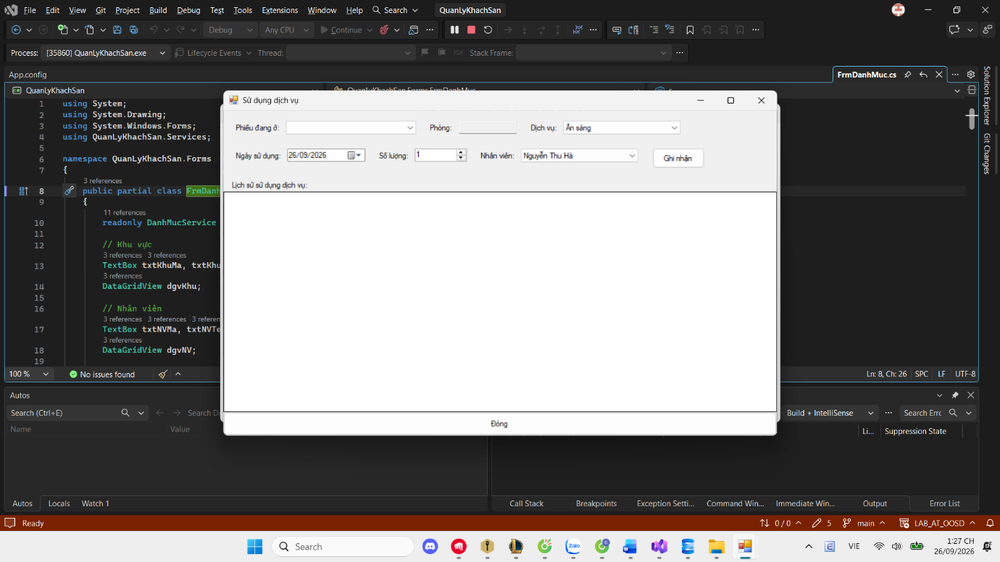 File Edit View Git Project Build Debug Test Tools Extensions Window Help Search QuanLyKhachSan
Debug Any CPU Continue
Process: [35860] QuanLyKhachSan.exe Lifecycle Events Thread: Stack Frame:
App.config FrmDanhMuc.cs
QuanLyKhachSan QuanLyKhachSan.Forms.FrmDanhMuc
1 using System;
2 using System.Drawing;
3 using System.Windows.Forms;
4 using QuanLyKhachSan.Services;
5
6 namespace QuanLyKhachSan.Forms
7 {
3 references
8 public partial class FrmDanh
9 {
11 references
10 readonly DanhMucService
11
12 // Khu vực
3 references 3 references
13 TextBox txtKhuMa, txtKhu
3 references
14 DataGridView dgvKhu;
15
16 // Nhân viên
3 references 3 references 3 referen
17 TextBox txtNVMa, txtNVTe
3 references
18 DataGridView dgvNV;
19
Sử dụng dịch vụ
Phiếu đang ở: Phòng: Dịch vụ: Ăn sáng
Ngày sử dụng: 26/09/2026 Số lượng: 1 Nhân viên: Nguyễn Thu Hà Ghi nhận
Lịch sử sử dụng dịch vụ:
Đóng
100 % No issues found Ln: 8, Ch: 26 SPC LF UTF-8
Autos
Search (Ctrl+E) Search De Build + IntelliSense Search Erro
Name Value Li... Suppression State
Autos Locals Watch 1 Call Stack Breakpoints Exception Setti... Command Win... Immediate Win... Output Error List
Ready 0 / 0 5 main LAB_AT_OOSD
Solution Explorer
Git Changes
Search Zalo VIE 1:27 CH
26/09/2026